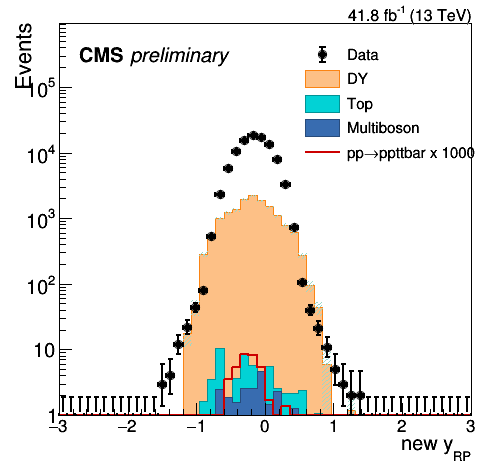 41.8 fb⁻¹ (13 TeV)
Events
CMS preliminary
Data
DY
Top
Multiboson
pp→ppttbar x 1000
10⁵
10⁴
10³
10²
10
1
−3 −2 −1 0 1 2 3
new y_RP